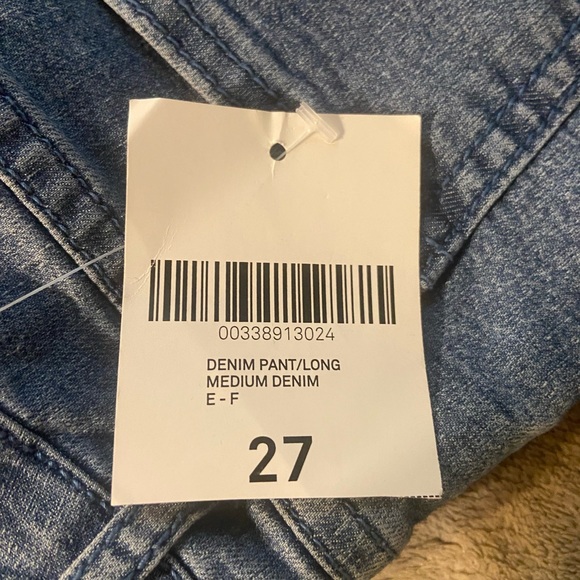 00338913024
DENIM PANT/LONG
MEDIUM DENIM
E - F
27